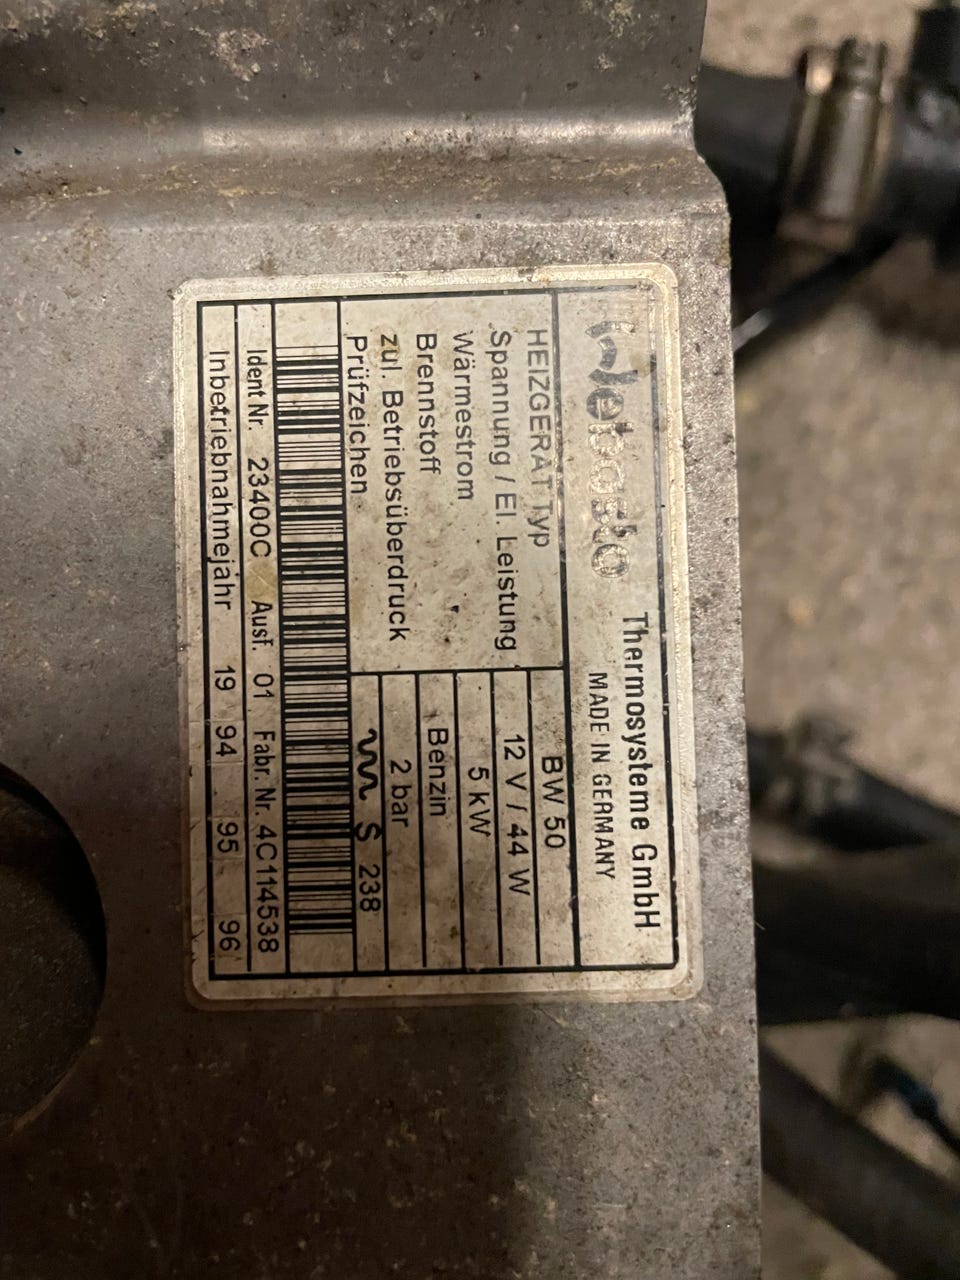 Webasto Thermosysteme GmbH
MADE IN GERMANY
HEIZGERÄT Typ BW 50
Spannung / El. Leistung 12 V / 44 W
Wärmestrom 5 kW
Brennstoff Benzin
zul. Betriebsüberdruck 2 bar
Prüfzeichen S 238
Ident Nr. 23400C Ausf. 01 Fabr. Nr. 4C114538
Inbetriebnahmejahr 19 94 95 96